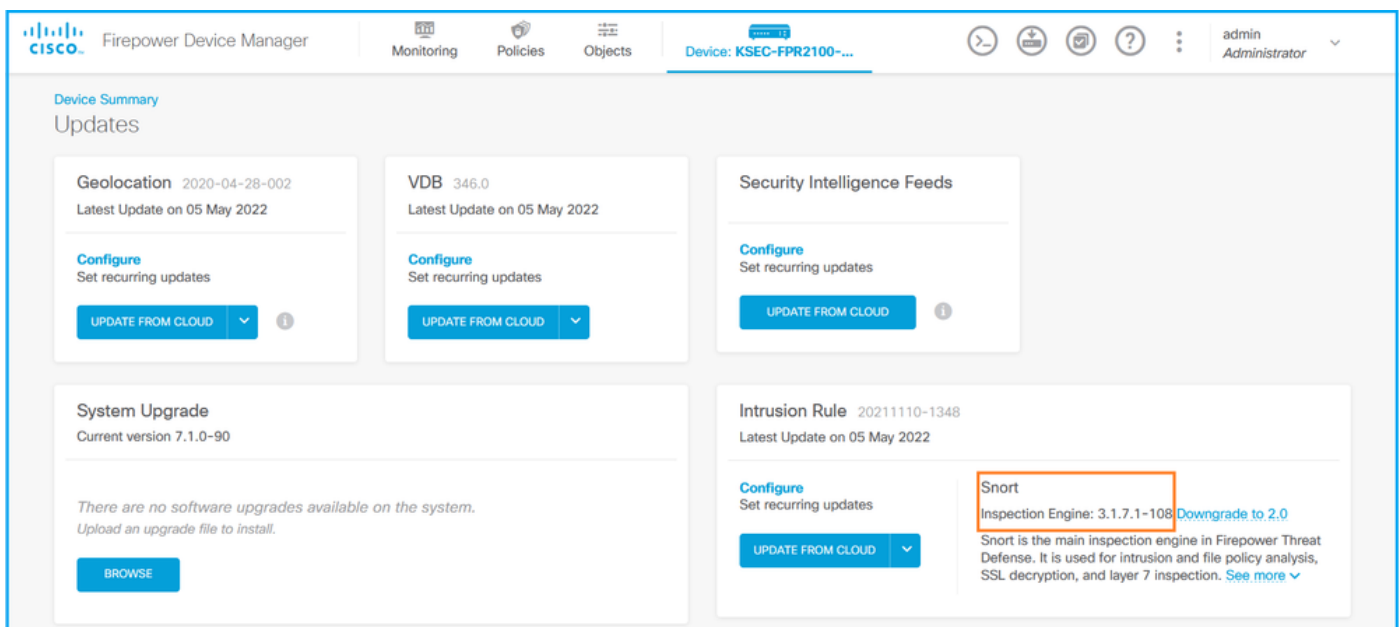 CISCO
Firepower Device Manager
Monitoring
Policies
Objects
Device: KSEC-FPR2100-...
admin
Administrator
Device Summary
Updates
Geolocation 2020-04-28-002
Latest Update on 05 May 2022
Configure
Set recurring updates
UPDATE FROM CLOUD
VDB 346.0
Latest Update on 05 May 2022
Configure
Set recurring updates
UPDATE FROM CLOUD
Security Intelligence Feeds
Configure
Set recurring updates
UPDATE FROM CLOUD
System Upgrade
Current version 7.1.0-90
There are no software upgrades available on the system.
Upload an upgrade file to install.
BROWSE
Intrusion Rule 20211110-1348
Latest Update on 05 May 2022
Configure
Set recurring updates
UPDATE FROM CLOUD
Snort
Inspection Engine: 3.1.7.1-108 Downgrade to 2.0
Snort is the main inspection engine in Firepower Threat
Defense. It is used for intrusion and file policy analysis,
SSL decryption, and layer 7 inspection. See more